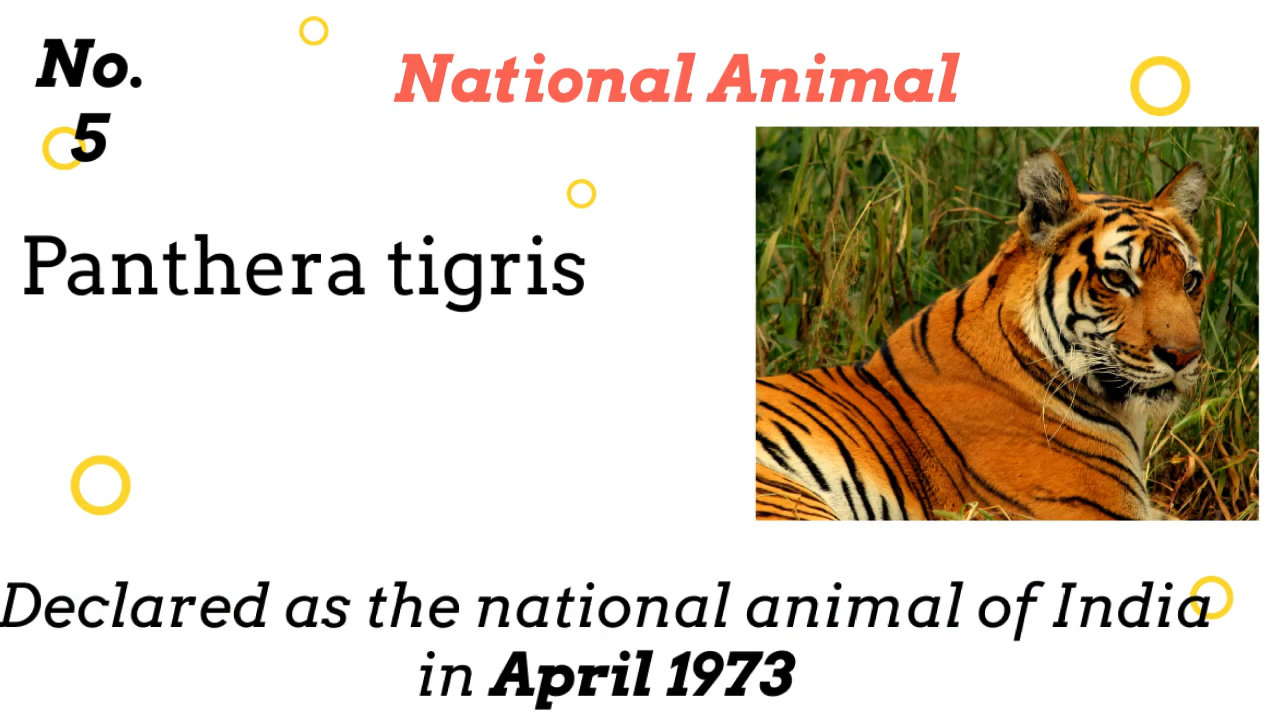 No.
5
National Animal
Panthera tigris
Declared as the national animal of India
in April 1973